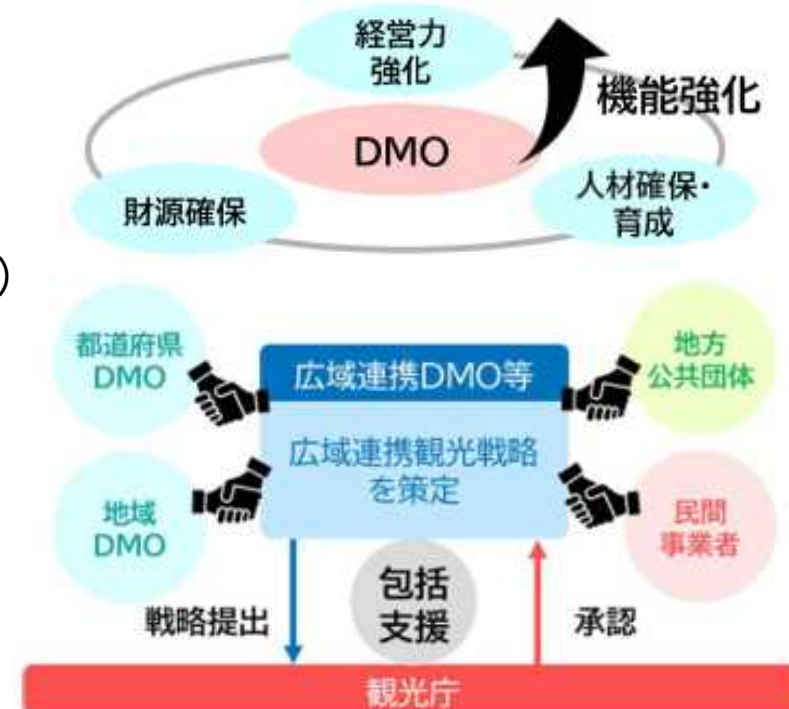 経営力
強化
機能強化
DMO
財源確保
人材確保・
育成
)
都道府県
DMO
広域連携DMO等
地方
公共団体
広域連携観光戦略
を策定
地域
DMO
民間
事業者
戦略提出
包括
支援
承認
観光庁